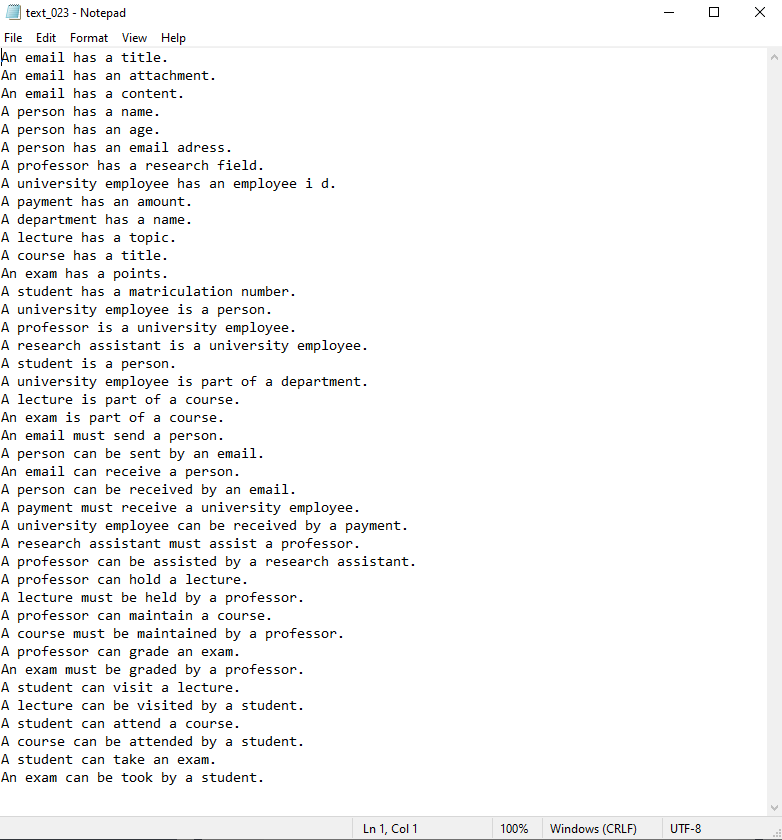 text_023 - Notepad
File Edit Format View Help
An email has a title.
An email has an attachment.
An email has a content.
A person has a name.
A person has an age.
A person has an email adress.
A professor has a research field.
A university employee has an employee i d.
A payment has an amount.
A department has a name.
A lecture has a topic.
A course has a title.
An exam has a points.
A student has a matriculation number.
A university employee is a person.
A professor is a university employee.
A research assistant is a university employee.
A student is a person.
A university employee is part of a department.
A lecture is part of a course.
An exam is part of a course.
An email must send a person.
A person can be sent by an email.
An email can receive a person.
A person can be received by an email.
A payment must receive a university employee.
A university employee can be received by a payment.
A research assistant must assist a professor.
A professor can be assisted by a research assistant.
A professor can hold a lecture.
A lecture must be held by a professor.
A professor can maintain a course.
A course must be maintained by a professor.
A professor can grade an exam.
An exam must be graded by a professor.
A student can visit a lecture.
A lecture can be visited by a student.
A student can attend a course.
A course can be attended by a student.
A student can take an exam.
An exam can be took by a student.
Ln 1, Col 1 100% Windows (CRLF) UTF-8